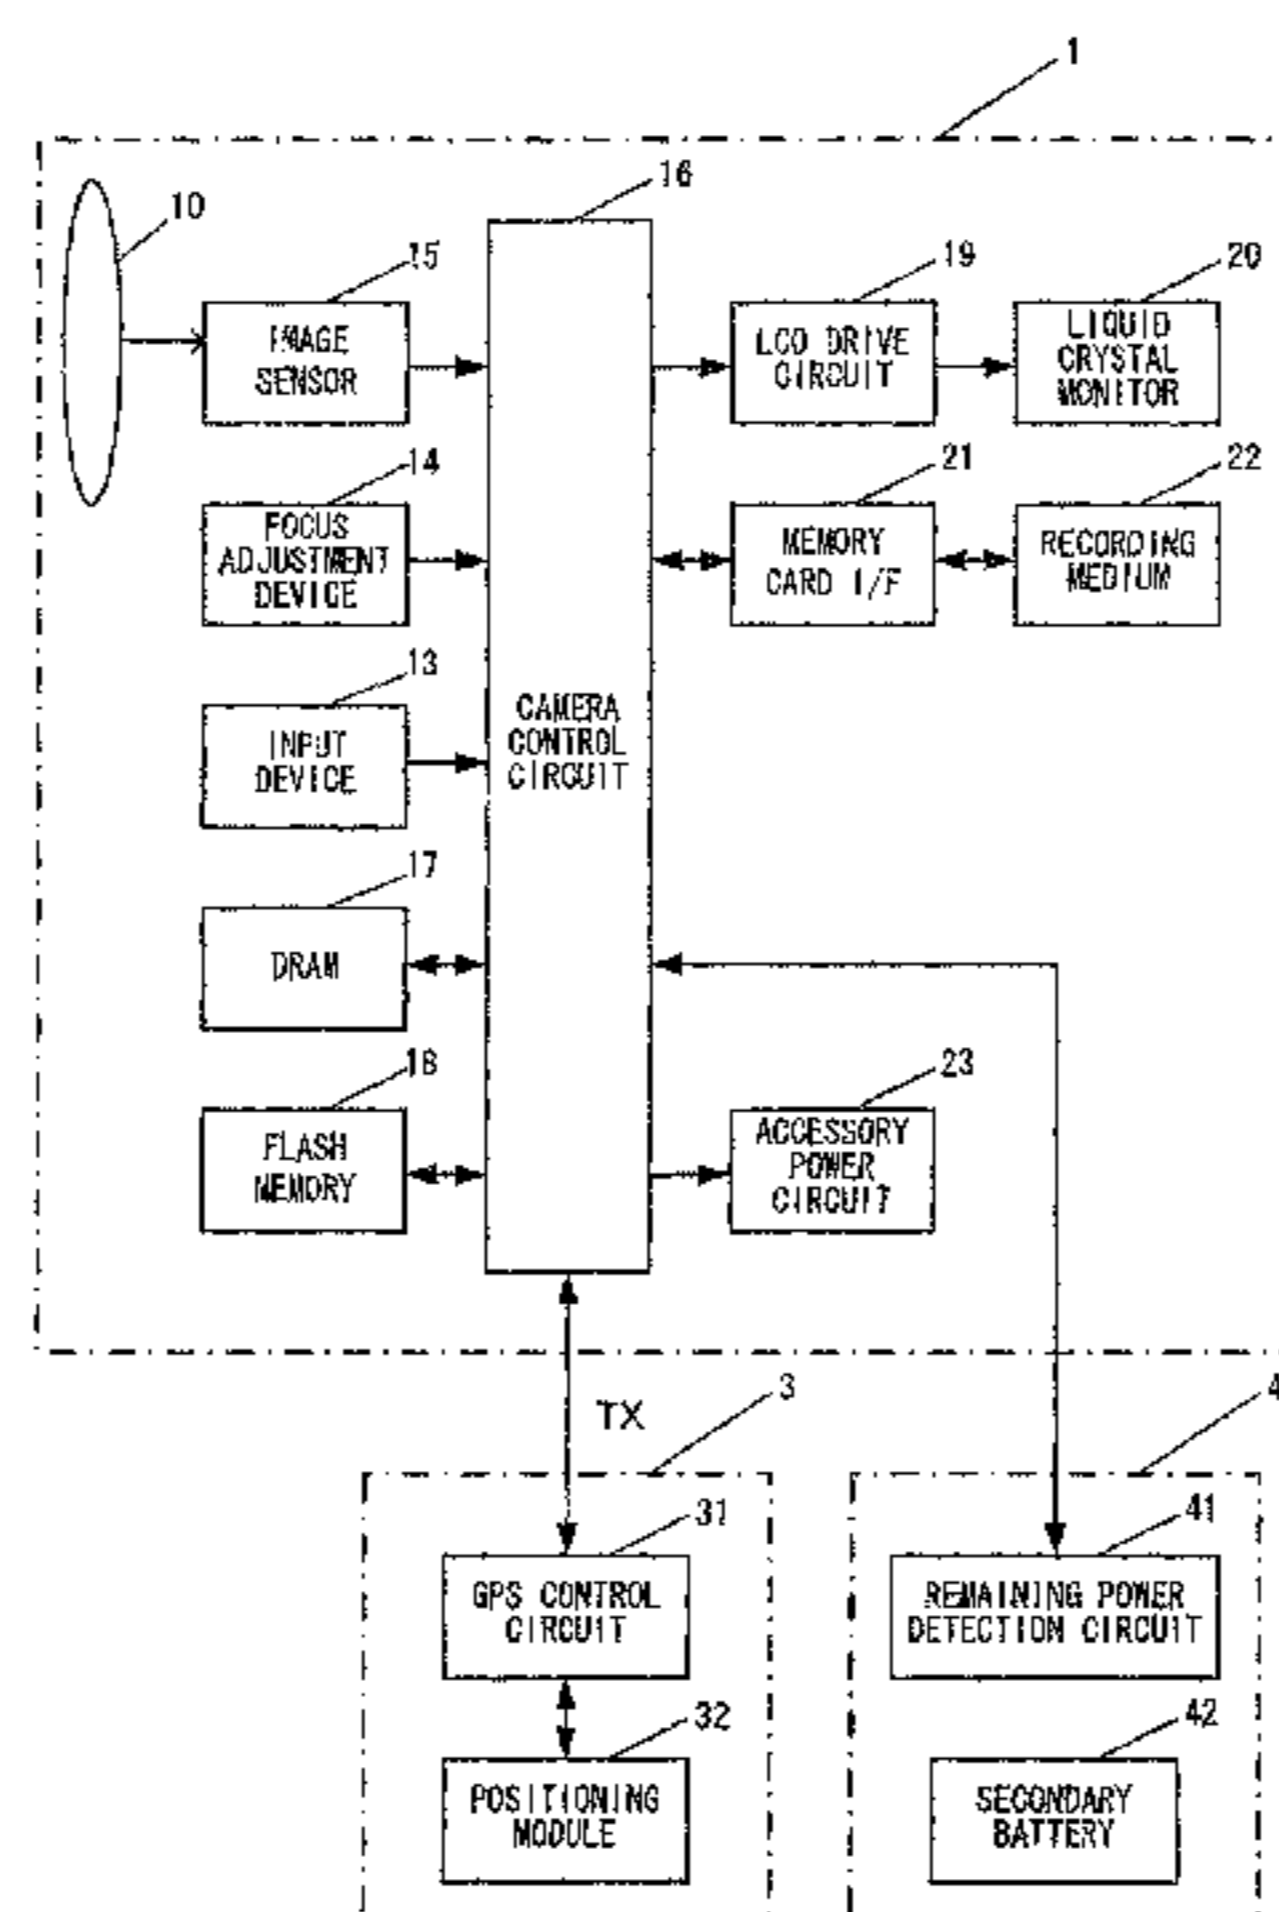 1
16
10
15
19
20
IMAGE
SENSOR
LCD DRIVE
CIRCUIT
LIQUID
CRYSTAL
MONITOR
14
21
22
FOCUS
ADJUSTMENT
DEVICE
MEMORY
CARD I/F
RECORDING
MEDIUM
13
INPUT
DEVICE
CAMERA
CONTROL
CIRCUIT
17
DRAM
18
23
FLASH
MEMORY
ACCESSORY
POWER
CIRCUIT
3
4
TX
31
41
GPS CONTROL
CIRCUIT
REMAINING POWER
DETECTION CIRCUIT
32
42
POSITIONING
MODULE
SECONDARY
BATTERY